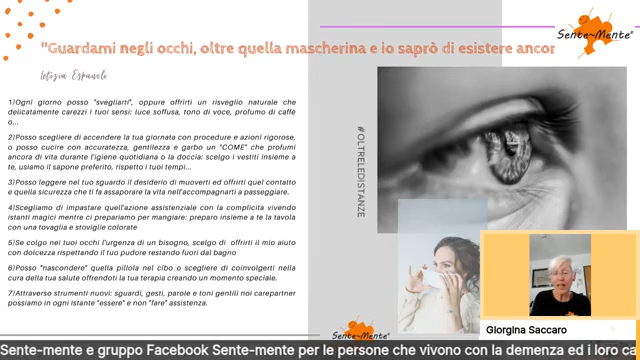 "Guardami negli occhi, oltre quella mascherina e io saprò di esistere ancor
Letizia Espanoli
Sente~Mente®
1)Ogni giorno posso "svegliarti", oppure offrirti un risveglio naturale che
delicatamente carezzi i tuoi sensi: luce soffusa, tono di voce, profumo di caffè
o...
2)Posso scegliere di accendere la tua giornata con procedure e azioni rigorose,
o posso cucire con accuratezza, gentilezza e garbo un "COME" che profumi
ancora di vita durante l'igiene quotidiana o la doccia: scelgo i vestiti insieme a
te, usiamo il sapone preferito, rispetto i tuoi tempi...
3)Posso leggere nel tuo sguardo il desiderio di muoverti ed offrirti quel contatto
e quella sicurezza che ti fa assaporare la vita nell'accompagnarti a passeggiare.
4)Scegliamo di impastare quell'azione assistenziale con la complicità vivendo
istanti magici mentre ci prepariamo per mangiare: preparo insieme a te la tavola
con una tovaglia e stoviglie colorate
5)Se colgo nei tuoi occhi l'urgenza di un bisogno, scelgo di offrirti il mio aiuto
con dolcezza rispettando il tuo pudore restando fuori dal bagno
6)Posso "nascondere" quella pillola nel cibo o scegliere di coinvolgerti nella
cura della tua salute offrendoti la tua terapia creando un momento speciale.
7)Attraverso strumenti nuovi: sguardi, gesti, parole e toni gentili noi carepartner
possiamo in ogni istante "essere" e non "fare" assistenza.
#OLTRELEDISTANZE
Sente~Mente®
Giorgina Saccaro
Sente-mente e gruppo Facebook Sente-mente per le persone che vivono con la demenza ed i loro ca